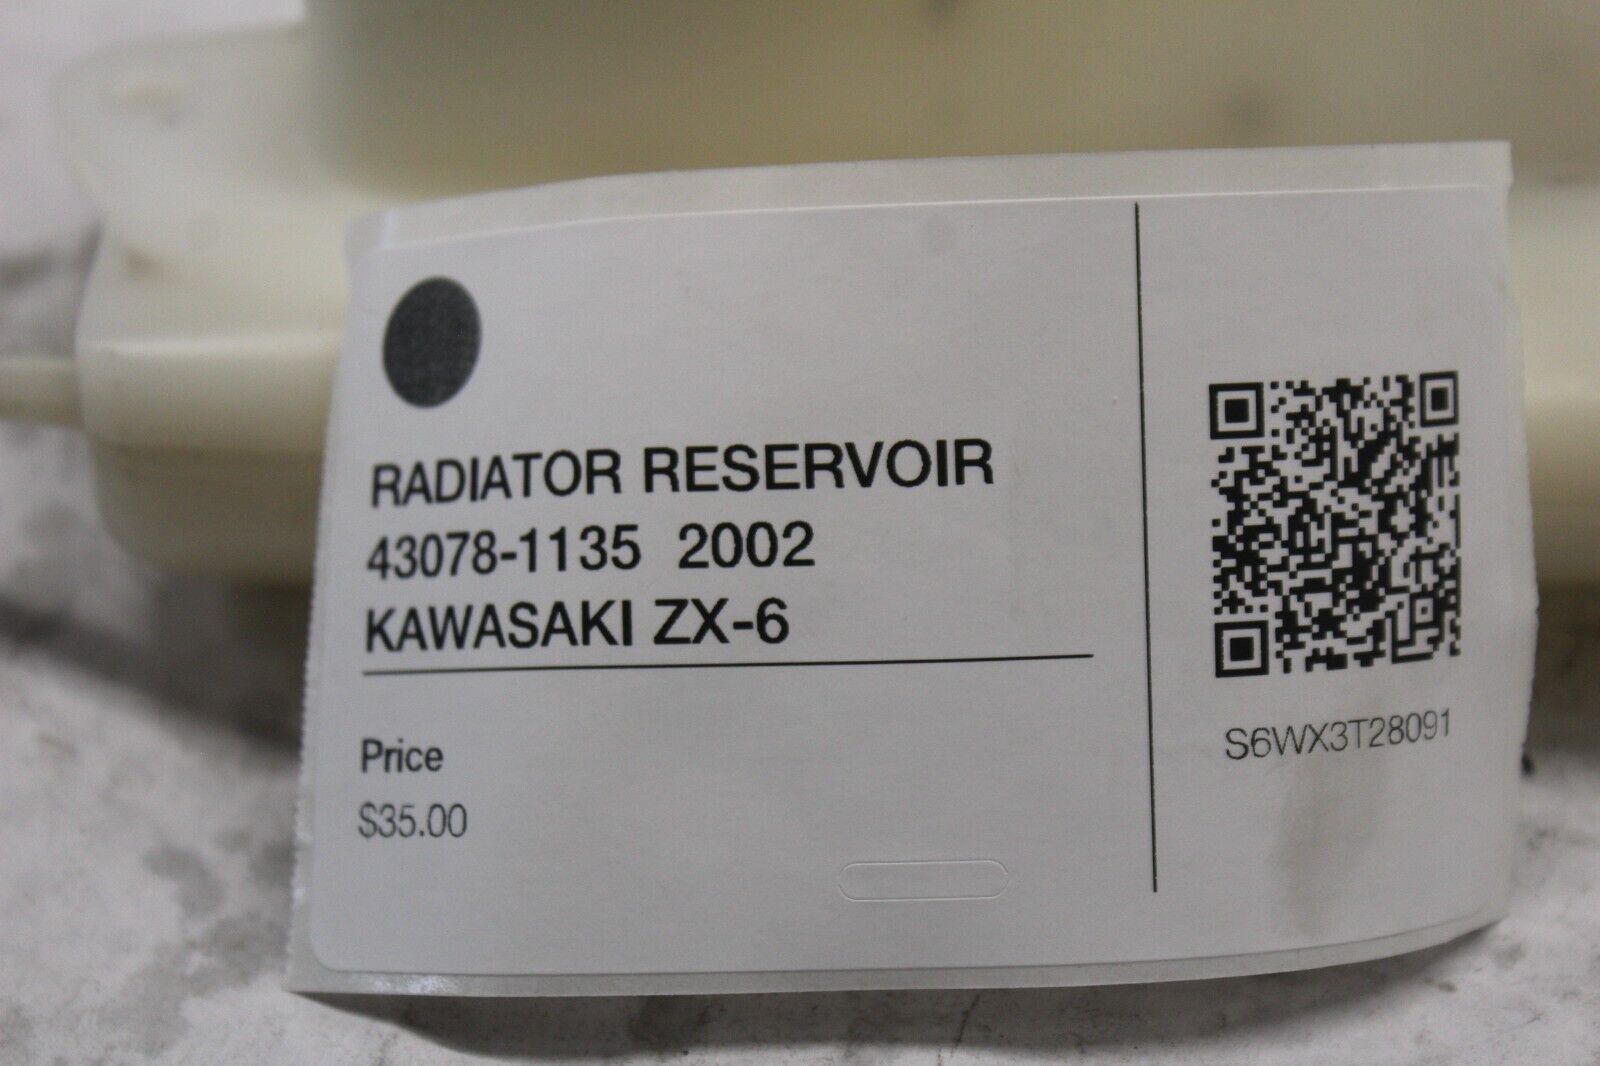 RADIATOR RESERVOIR
43078-1135 2002
KAWASAKI ZX-6
Price
$35.00
S6WX3T28091